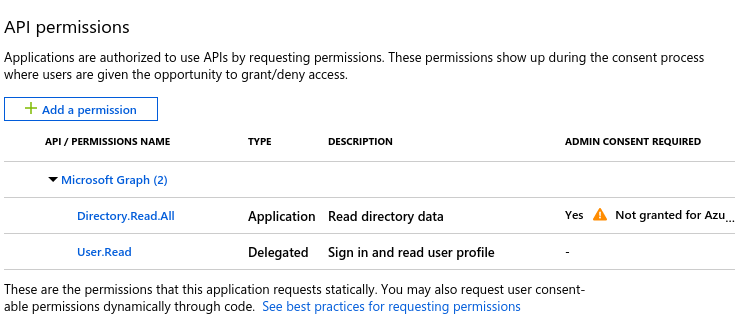 API permissions
Applications are authorized to use APIs by requesting permissions. These permissions show up during the consent process
where users are given the opportunity to grant/deny access.
Add a permission
API / PERMISSIONS NAME TYPE DESCRIPTION ADMIN CONSENT REQUIRED
Microsoft Graph (2)
Directory.Read.All Application Read directory data Yes Not granted for Azu...
User.Read Delegated Sign in and read user profile -
These are the permissions that this application requests statically. You may also request user consent-
able permissions dynamically through code. See best practices for requesting permissions